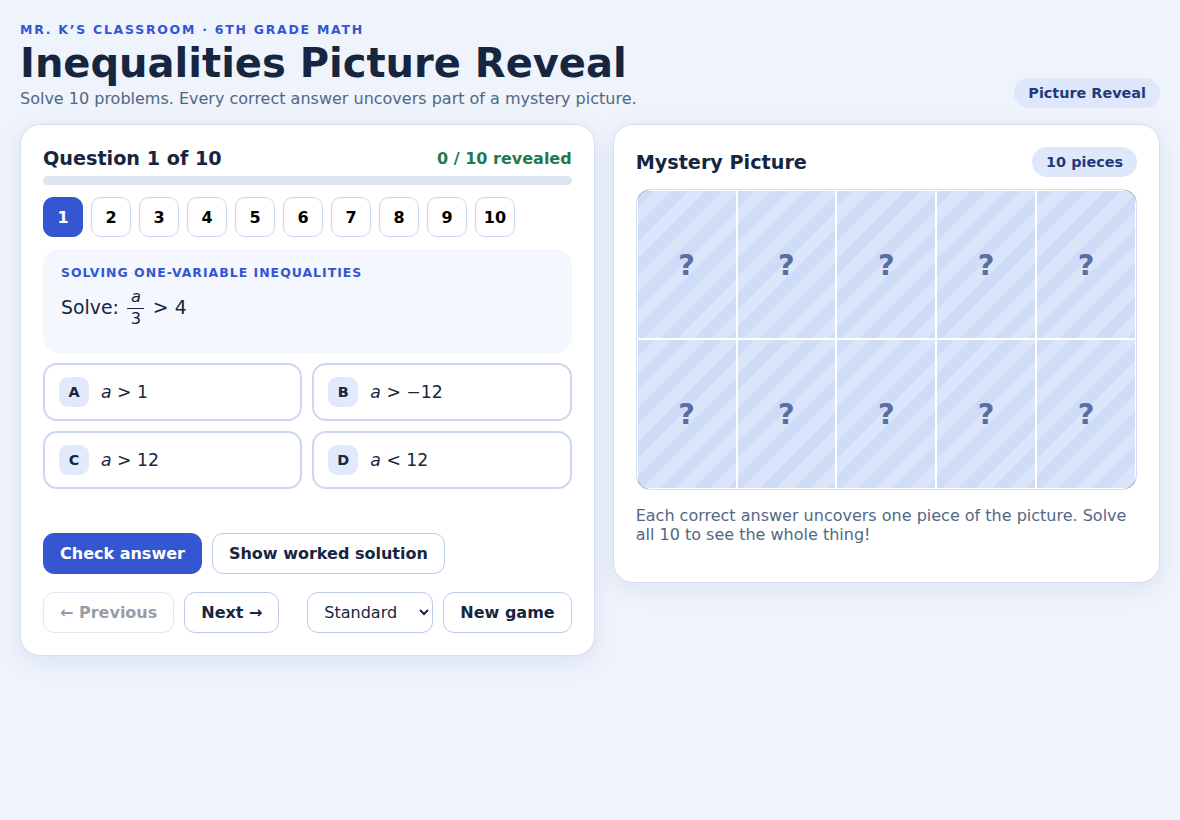 MR. K’S CLASSROOM · 6TH GRADE MATH
Inequalities Picture Reveal
Solve 10 problems. Every correct answer uncovers part of a mystery picture.
Picture Reveal
Question 1 of 10
0 / 10 revealed
1 2 3 4 5 6 7 8 9 10
SOLVING ONE-VARIABLE INEQUALITIES
Solve: a/3 > 4
A a > 1
B a > −12
C a > 12
D a < 12
Check answer
Show worked solution
← Previous
Next →
Standard
New game
Mystery Picture
10 pieces
? ? ? ? ?
? ? ? ? ?
Each correct answer uncovers one piece of the picture. Solve
all 10 to see the whole thing!